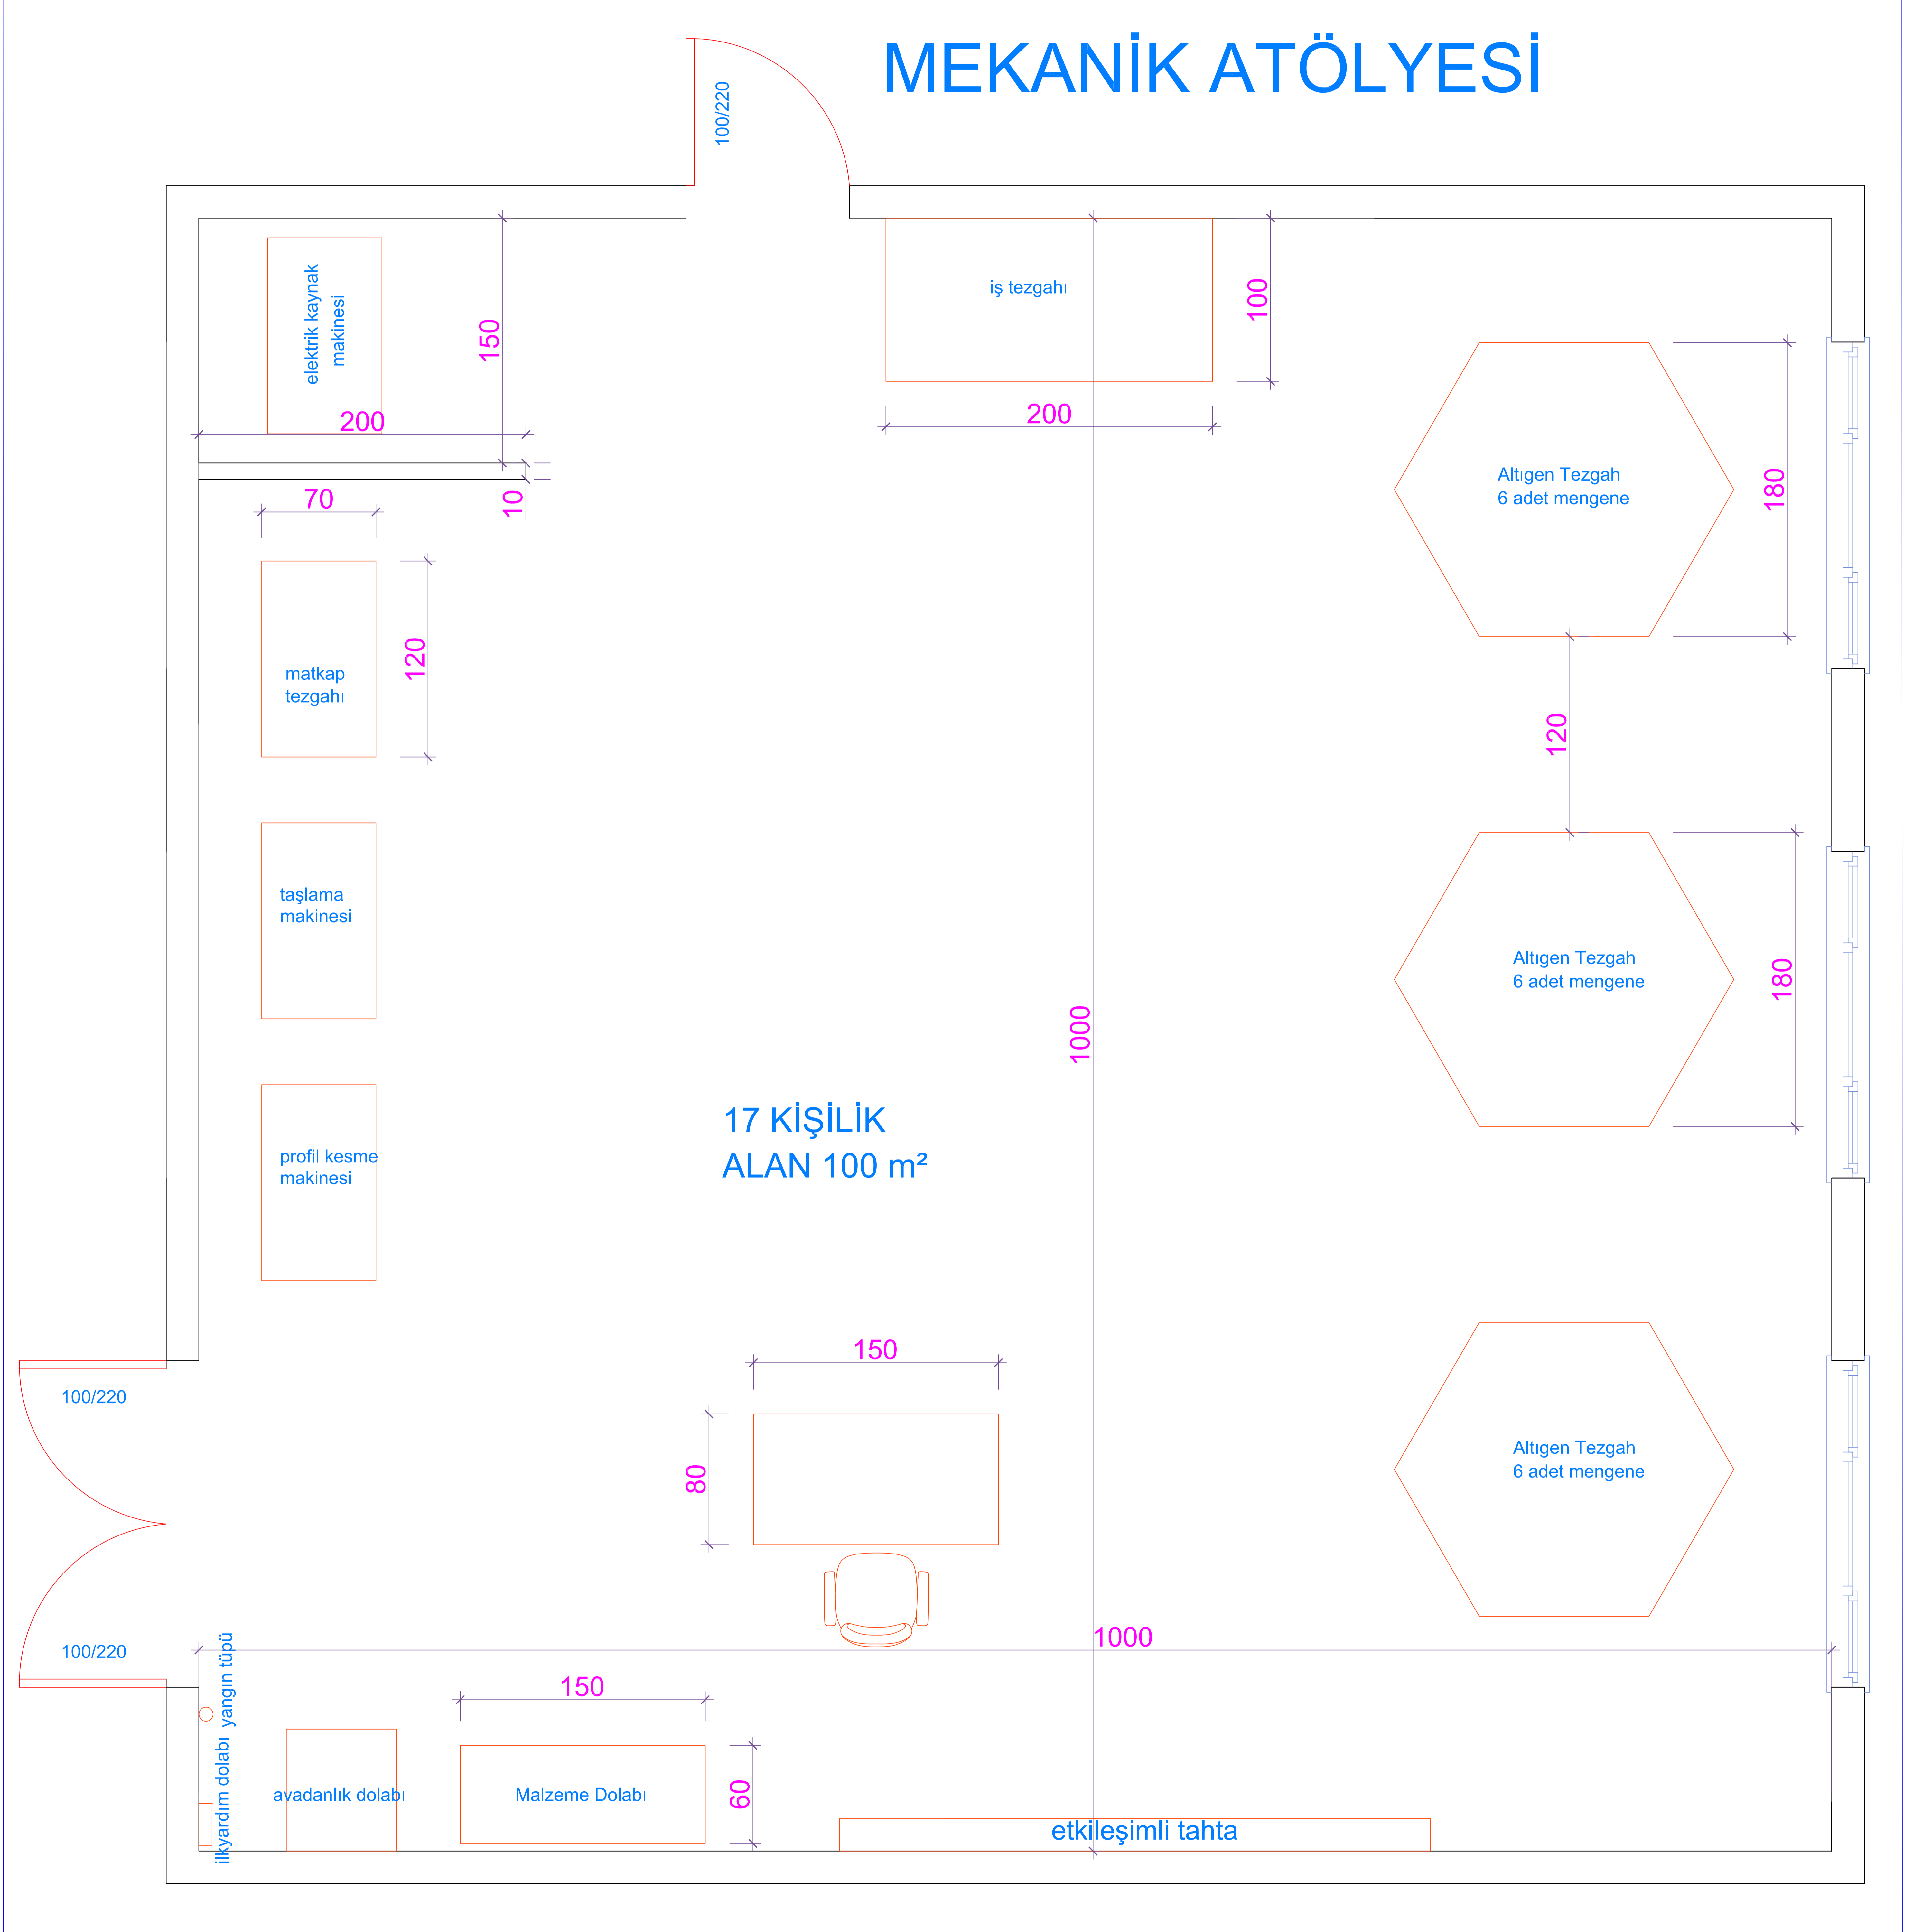 MEKANİK ATÖLYESİ
100/220
elektrik kaynak
makinesi
150
200
10
iş tezgahı
100
200
Altıgen Tezgah
6 adet mengene
180
70
120
matkap
tezgahı
120
taşlama
makinesi
Altıgen Tezgah
6 adet mengene
180
1000
17 KİŞİLİK
ALAN 100 m²
profil kesme
makinesi
150
80
100/220
Altıgen Tezgah
6 adet mengene
100/220
1000
yangın tüpü
ilkyardım dolabı
150
avadanlık dolabı
Malzeme Dolabı
60
etkileşimli tahta